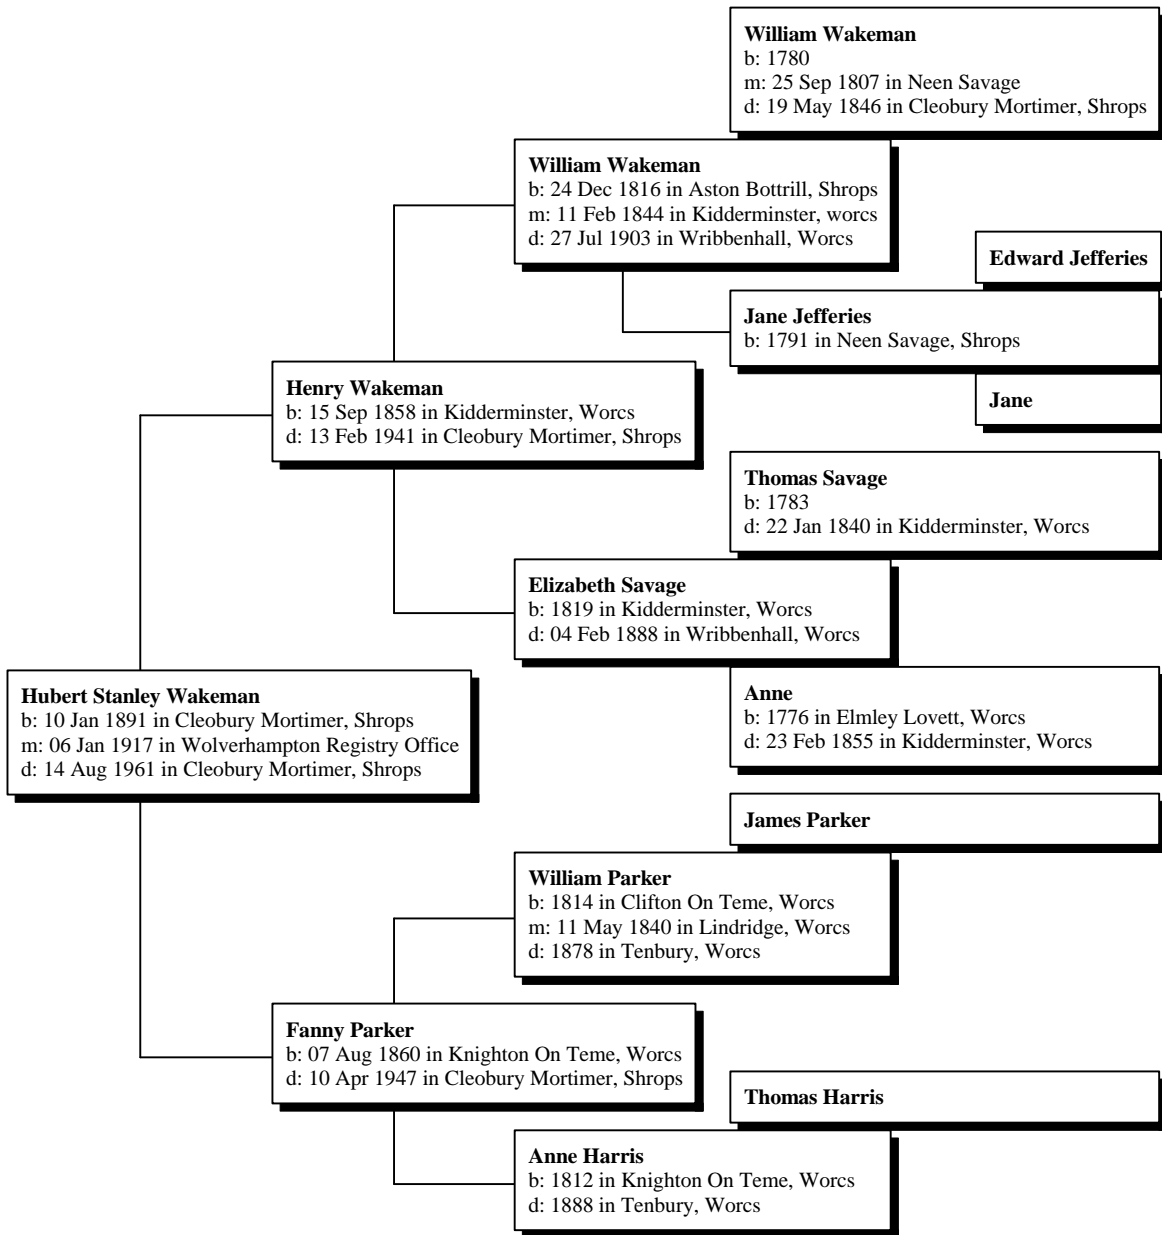 William Wakeman
b: 1780
m: 25 Sep 1807 in Neen Savage
d: 19 May 1846 in Cleobury Mortimer, Shrops
William Wakeman
b: 24 Dec 1816 in Aston Bottrill, Shrops
m: 11 Feb 1844 in Kidderminster, worcs
d: 27 Jul 1903 in Wribbenhall, Worcs
Edward Jefferies
Jane Jefferies
b: 1791 in Neen Savage, Shrops
Jane
Henry Wakeman
b: 15 Sep 1858 in Kidderminster, Worcs
d: 13 Feb 1941 in Cleobury Mortimer, Shrops
Thomas Savage
b: 1783
d: 22 Jan 1840 in Kidderminster, Worcs
Elizabeth Savage
b: 1819 in Kidderminster, Worcs
d: 04 Feb 1888 in Wribbenhall, Worcs
Anne
b: 1776 in Elmley Lovett, Worcs
d: 23 Feb 1855 in Kidderminster, Worcs
Hubert Stanley Wakeman
b: 10 Jan 1891 in Cleobury Mortimer, Shrops
m: 06 Jan 1917 in Wolverhampton Registry Office
d: 14 Aug 1961 in Cleobury Mortimer, Shrops
James Parker
William Parker
b: 1814 in Clifton On Teme, Worcs
m: 11 May 1840 in Lindridge, Worcs
d: 1878 in Tenbury, Worcs
Fanny Parker
b: 07 Aug 1860 in Knighton On Teme, Worcs
d: 10 Apr 1947 in Cleobury Mortimer, Shrops
Thomas Harris
Anne Harris
b: 1812 in Knighton On Teme, Worcs
d: 1888 in Tenbury, Worcs